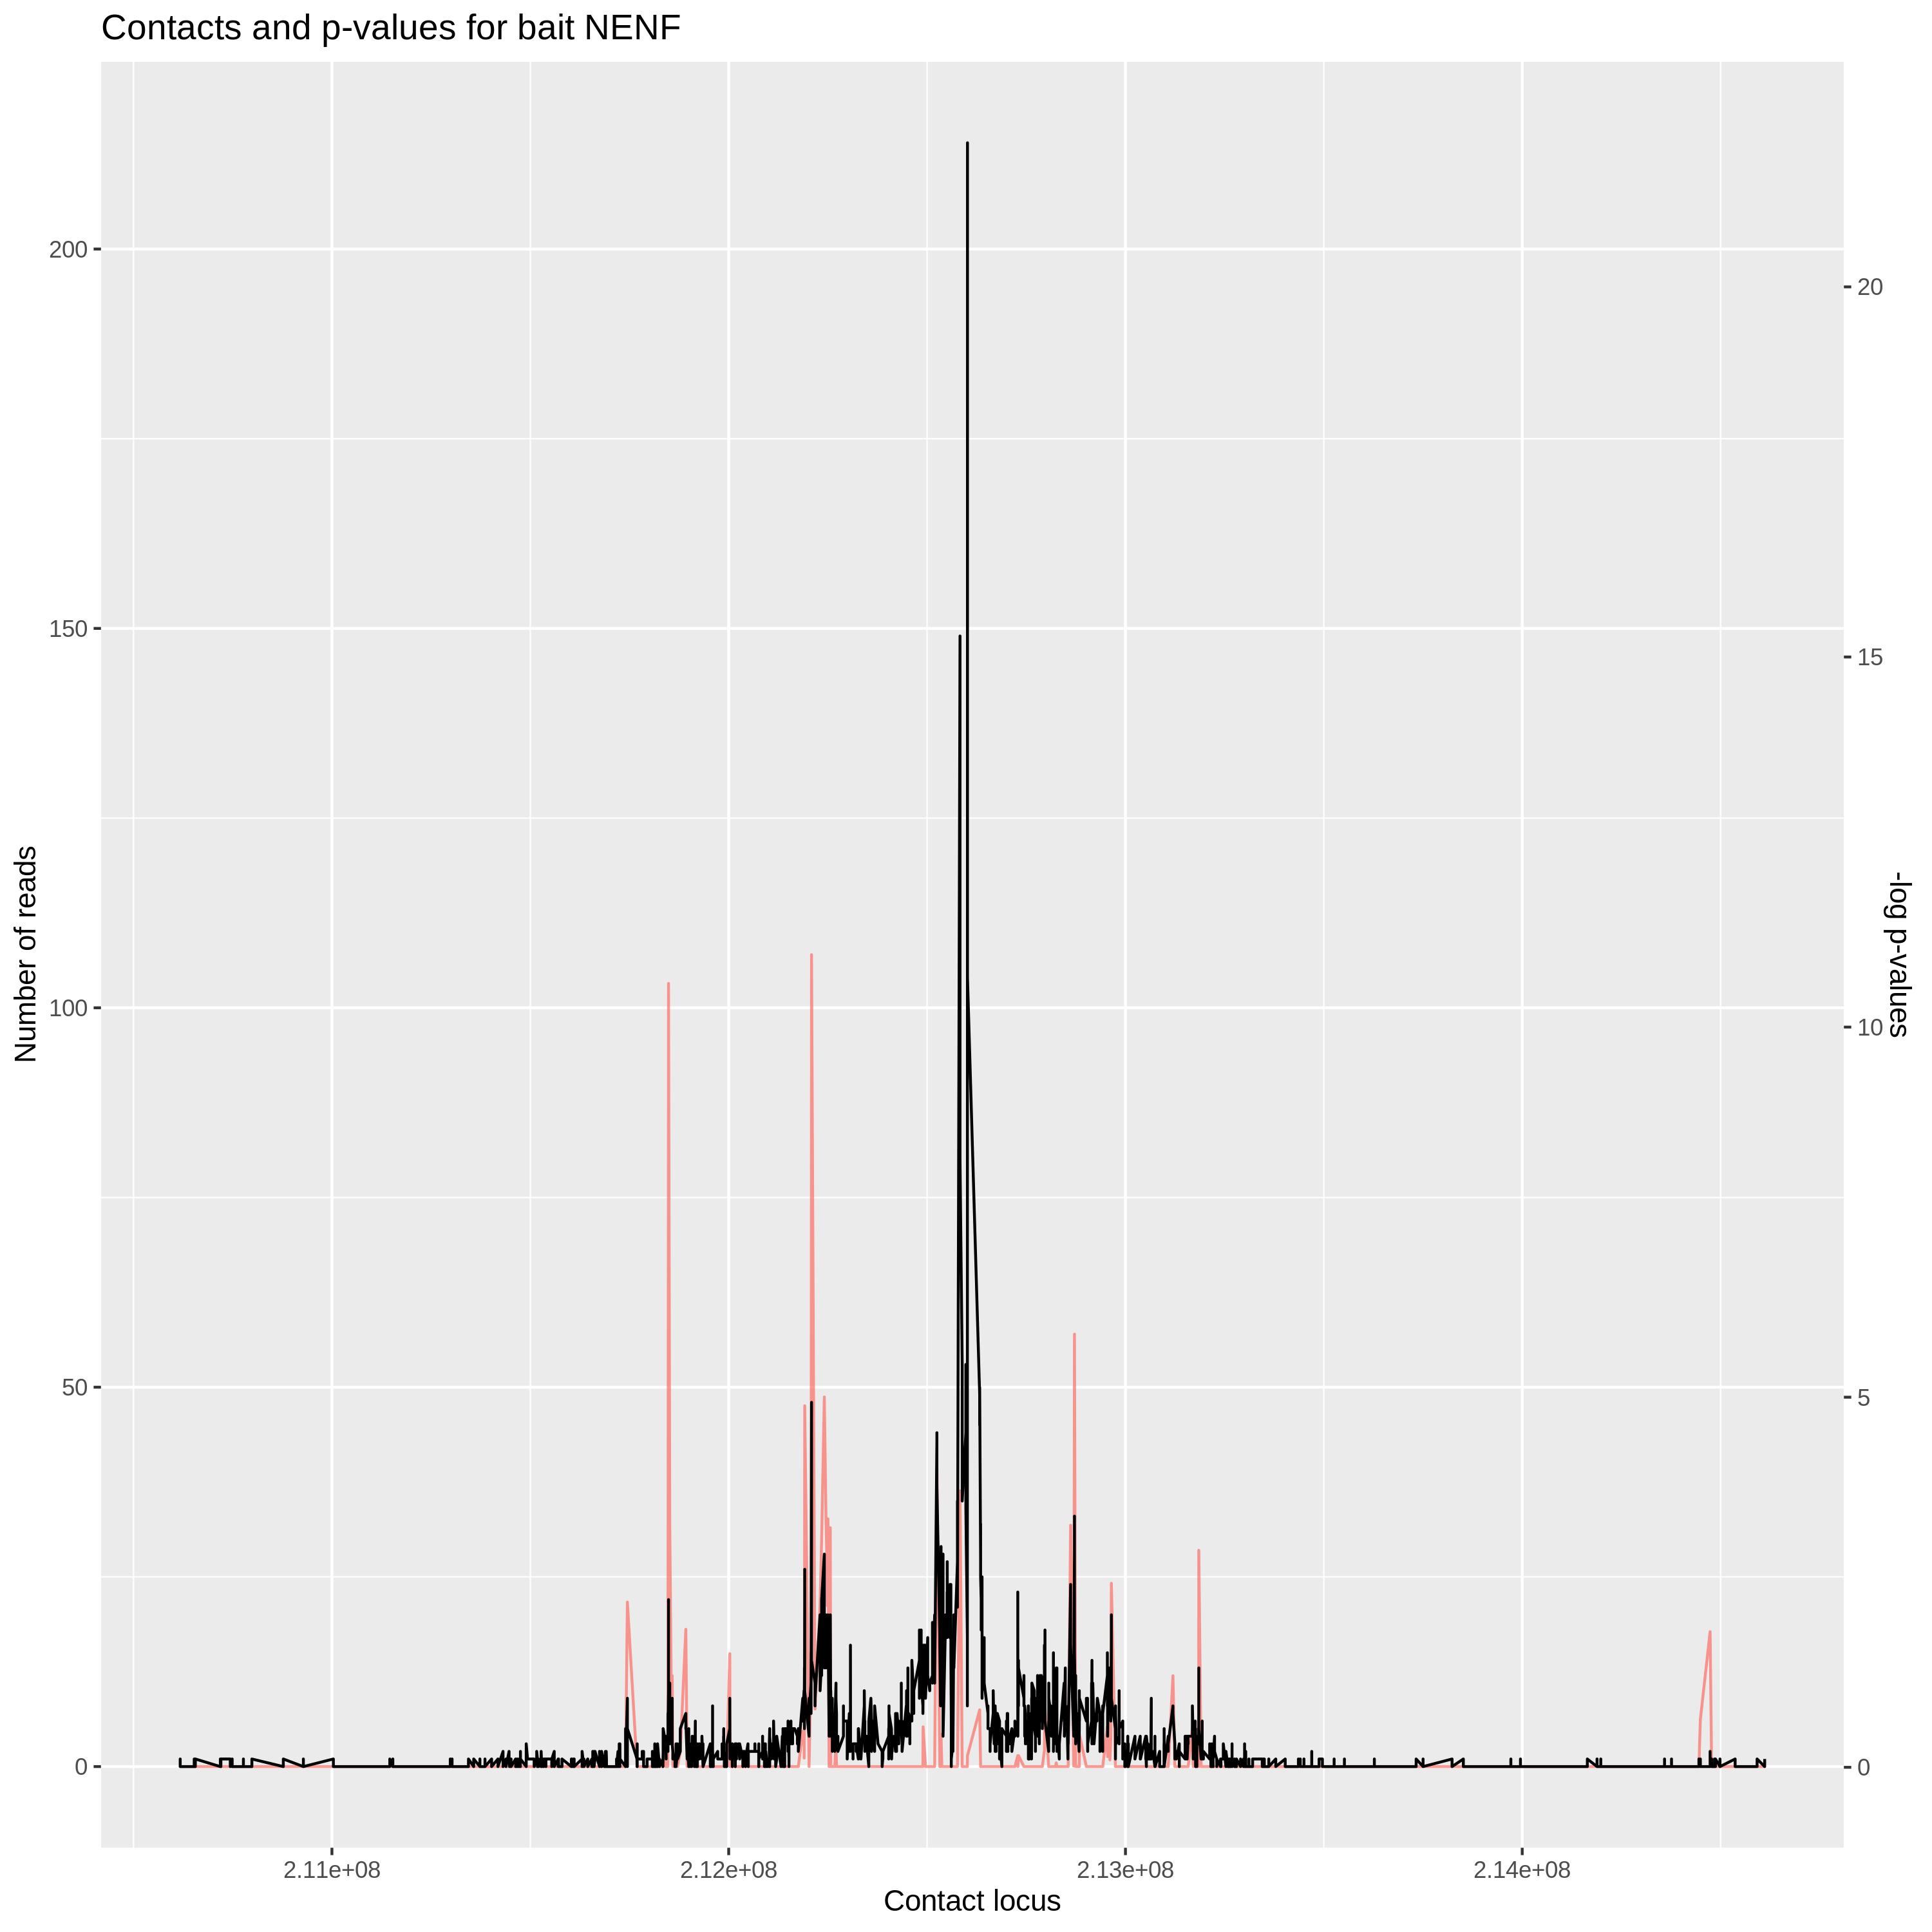 Contacts and p-values for bait NENF
Number of reads
200
150
100
50
0
20
15
10
5
0
-log p-values
2.11e+08 2.12e+08 2.13e+08 2.14e+08
Contact locus